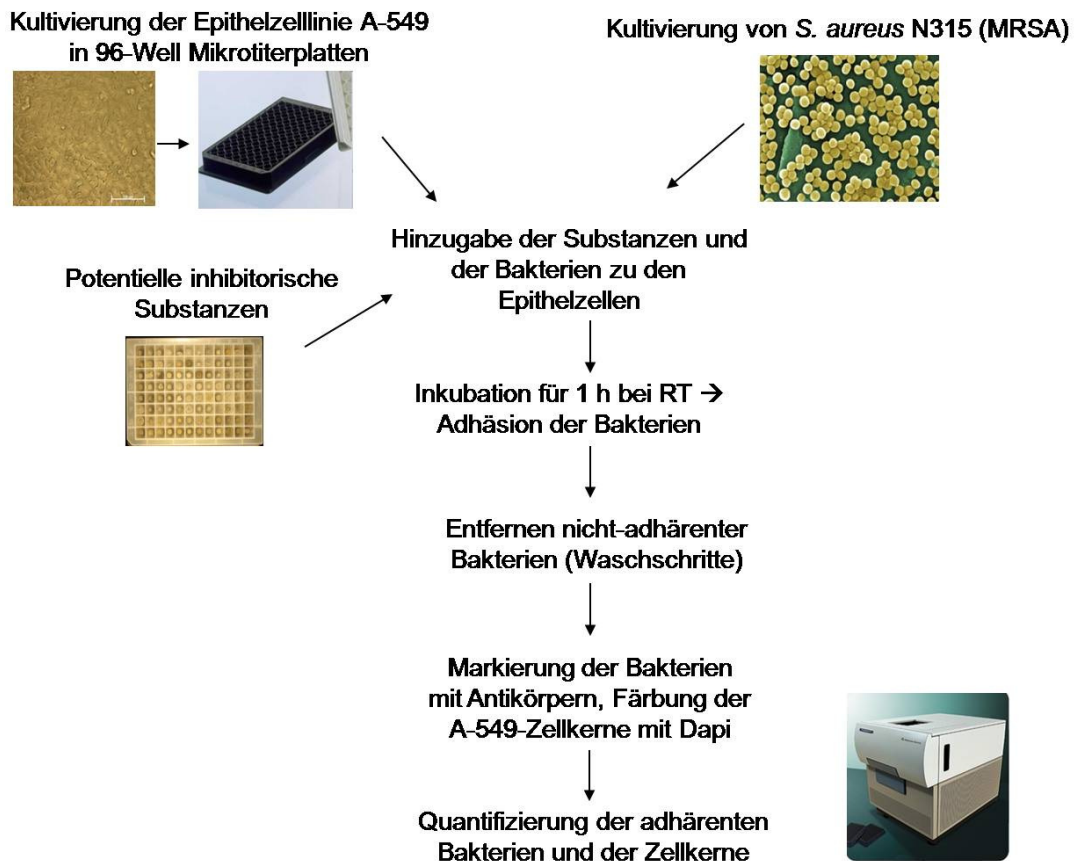 Kultivierung der Epithelzelllinie A-549
in 96-Well Mikrotiterplatten
Kultivierung von S. aureus N315 (MRSA)
Hinzugabe der Substanzen und
der Bakterien zu den
Epithelzellen
Potentielle inhibitorische
Substanzen
Inkubation für 1 h bei RT →
Adhäsion der Bakterien
Entfernen nicht-adhärenter
Bakterien (Waschschritte)
Markierung der Bakterien
mit Antikörpern, Färbung der
A-549-Zellkerne mit Dapi
Quantifizierung der adhärenten
Bakterien und der Zellkerne